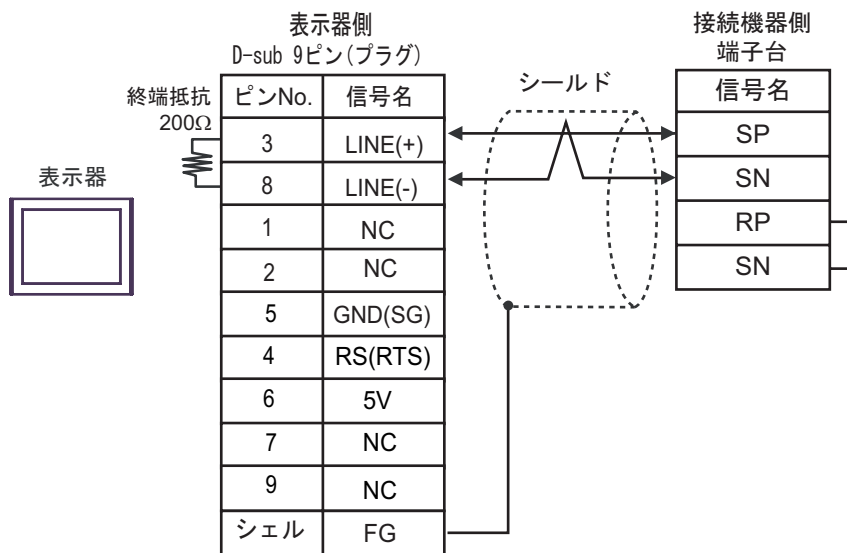 表示器側
D-sub 9ピン(プラグ)
接続機器側
端子台
シールド
終端抵抗
200Ω
表示器
ピンNo. 信号名
3 LINE(+)
8 LINE(-)
1 NC
2 NC
5 GND(SG)
4 RS(RTS)
6 5V
7 NC
9 NC
シェル FG
信号名
SP
SN
RP
SN